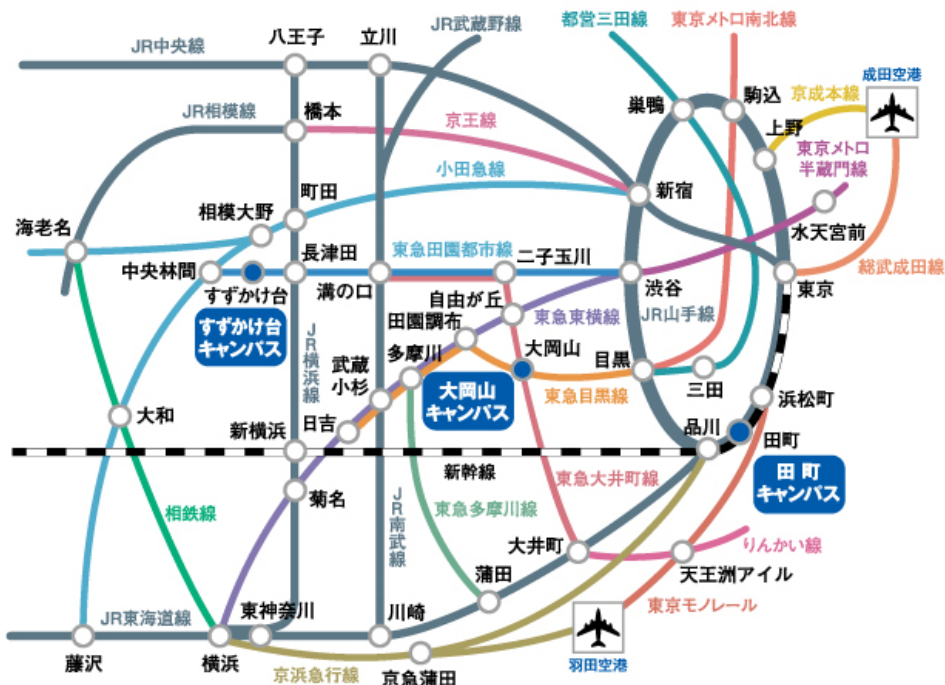 JR中央線
八王子
立川
JR武蔵野線
都営三田線
東京メトロ南北線
成田空港
JR相模線
橋本
京王線
巣鴨
駒込
京成本線
上野
東京メトロ
半蔵門線
小田急線
町田
新宿
相模大野
海老名
水天宮前
中央林間
長津田
東急田園都市線
二子玉川
すずかけ台
溝の口
渋谷
東京
総武成田線
すずかけ台
キャンパス
自由が丘
東急東横線
JR山手線
田園調布
JR横浜線
武蔵
小杉
多摩川
大岡山
目黒
三田
大岡山
キャンパス
東急目黒線
浜松町
大和
新横浜
日吉
品川
田町
新幹線
田町
キャンパス
菊名
東急大井町線
相鉄線
JR南武線
東急多摩川線
大井町
りんかい線
天王洲アイル
蒲田
東京モノレール
JR東海道線
東神奈川
川崎
藤沢
横浜
京浜急行線
京急蒲田
羽田空港